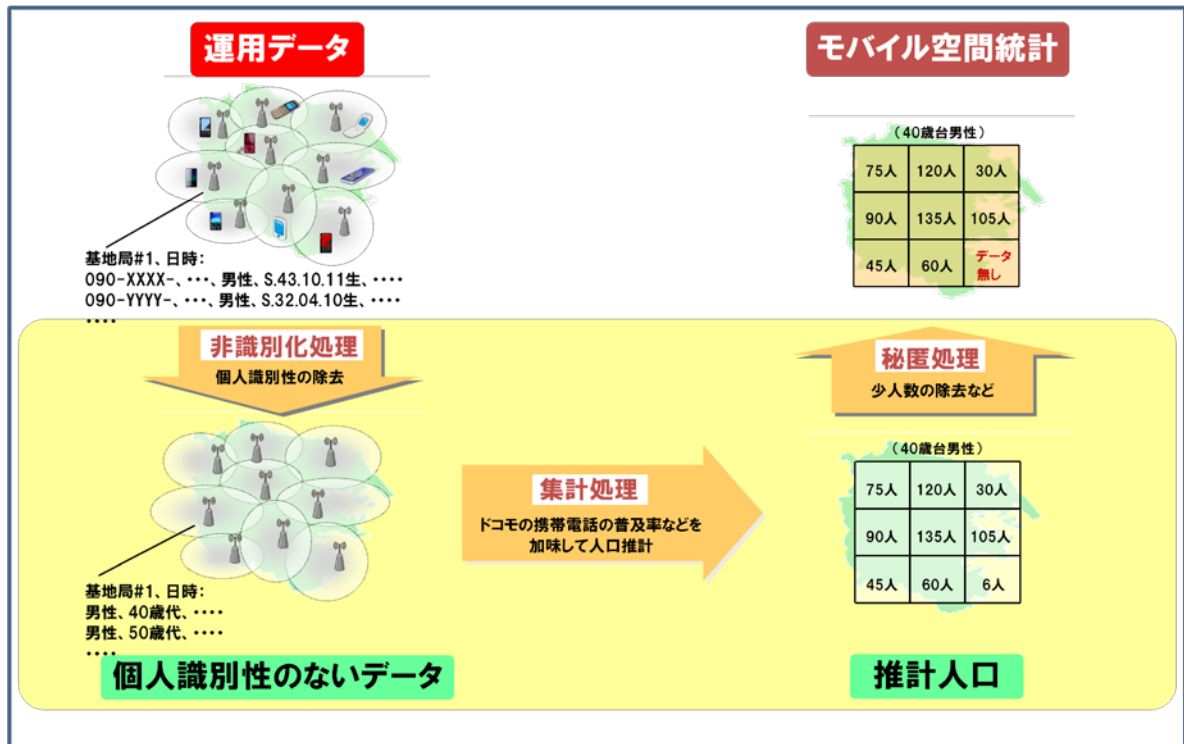 運用データ
基地局#1、日時：
090-XXXX-、･･･、男性、S.43.10.11生、････
090-YYYY-、･･･、男性、S.32.04.10生、････
････
非識別化処理
個人識別性の除去
基地局#1、日時：
男性、40歳代、････
男性、50歳代、････
････
個人識別性のないデータ
集計処理
ドコモの携帯電話の普及率などを
加味して人口推計
モバイル空間統計
（40歳台男性）
75人 120人 30人
90人 135人 105人
45人 60人 データ
無し
秘匿処理
少人数の除去など
（40歳台男性）
75人 120人 30人
90人 135人 105人
45人 60人 6人
推計人口